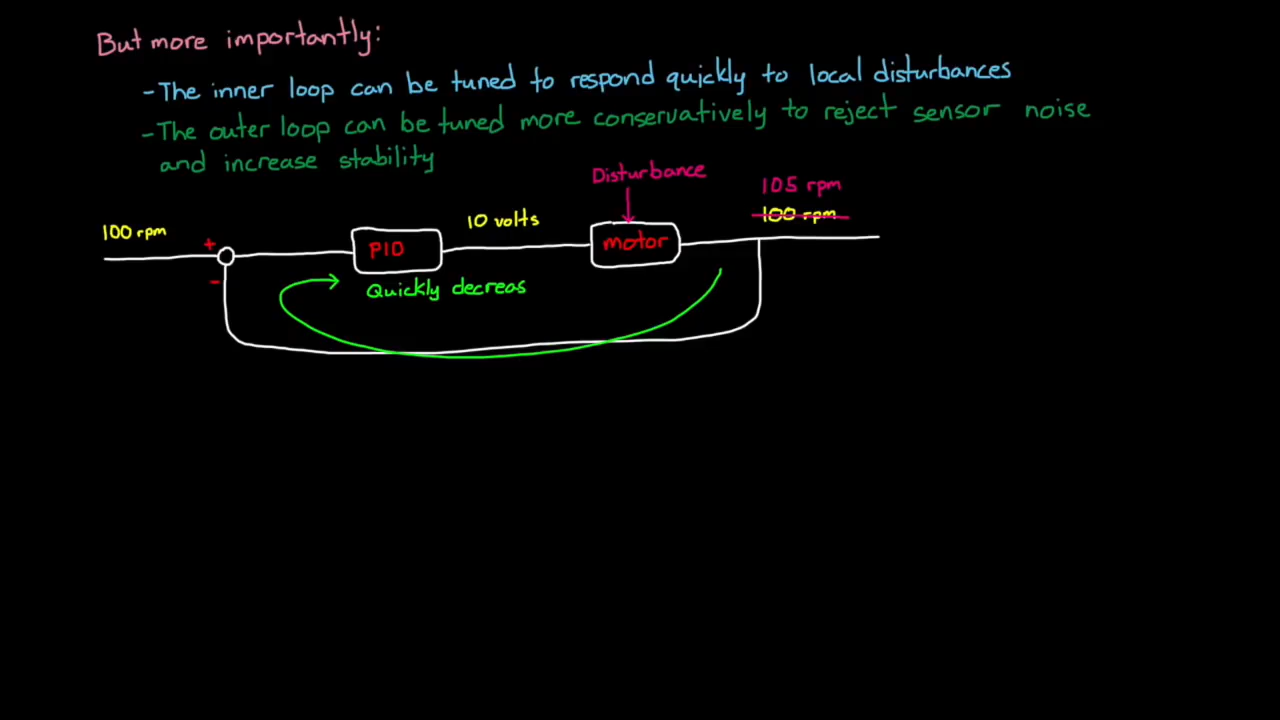 But more importantly:
-The inner loop can be tuned to respond quickly to local disturbances
-The outer loop can be tuned more conservatively to reject sensor noise
and increase stability
Disturbance
105 rpm
100 rpm
100 rpm
10 volts
+
PID
motor
-
Quickly decreas